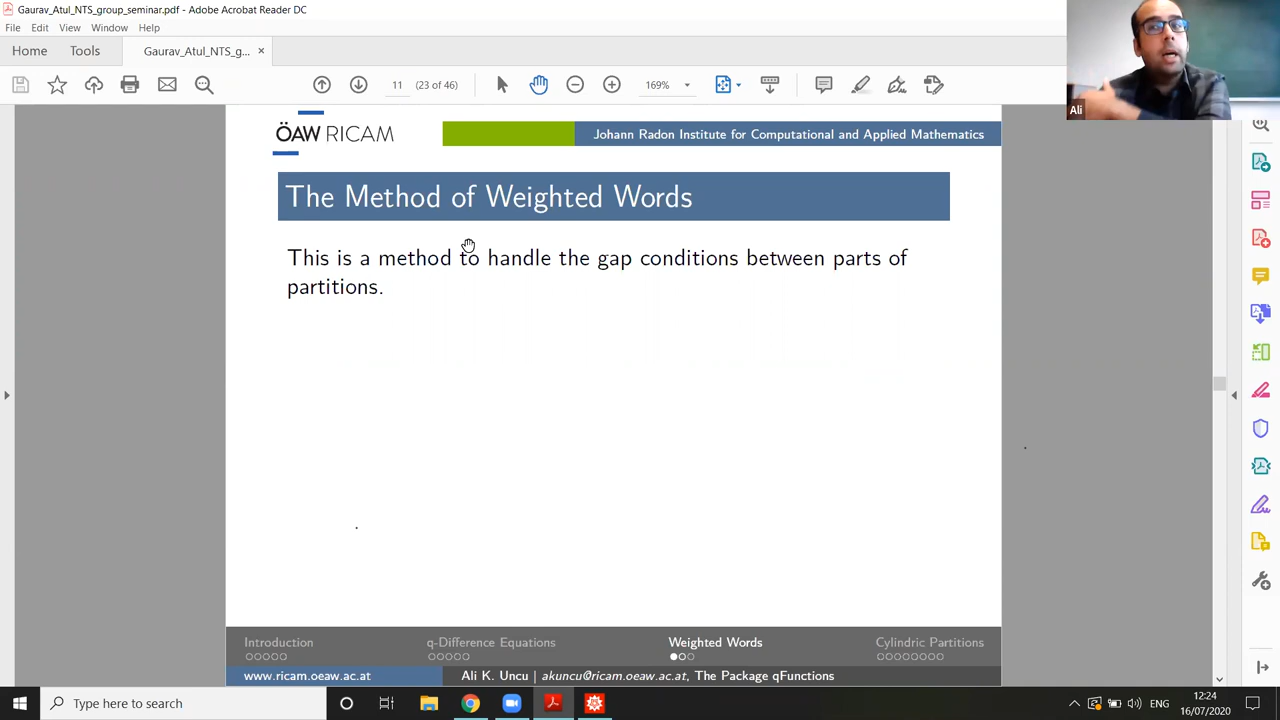 Gaurav_Atul_NTS_group_seminar.pdf - Adobe Acrobat Reader DC
File Edit View Window Help
Home Tools Gaurav_Atul_NTS_g... ×
11 (23 of 46) 169%
Ali
ÖAW RICAM
Johann Radon Institute for Computational and Applied Mathematics
The Method of Weighted Words
This is a method to handle the gap conditions between parts of
partitions.
Introduction q-Difference Equations Weighted Words Cylindric Partitions
www.ricam.oeaw.ac.at Ali K. Uncu | akuncu@ricam.oeaw.ac.at, The Package qFunctions
Type here to search
ENG
12:24
16/07/2020